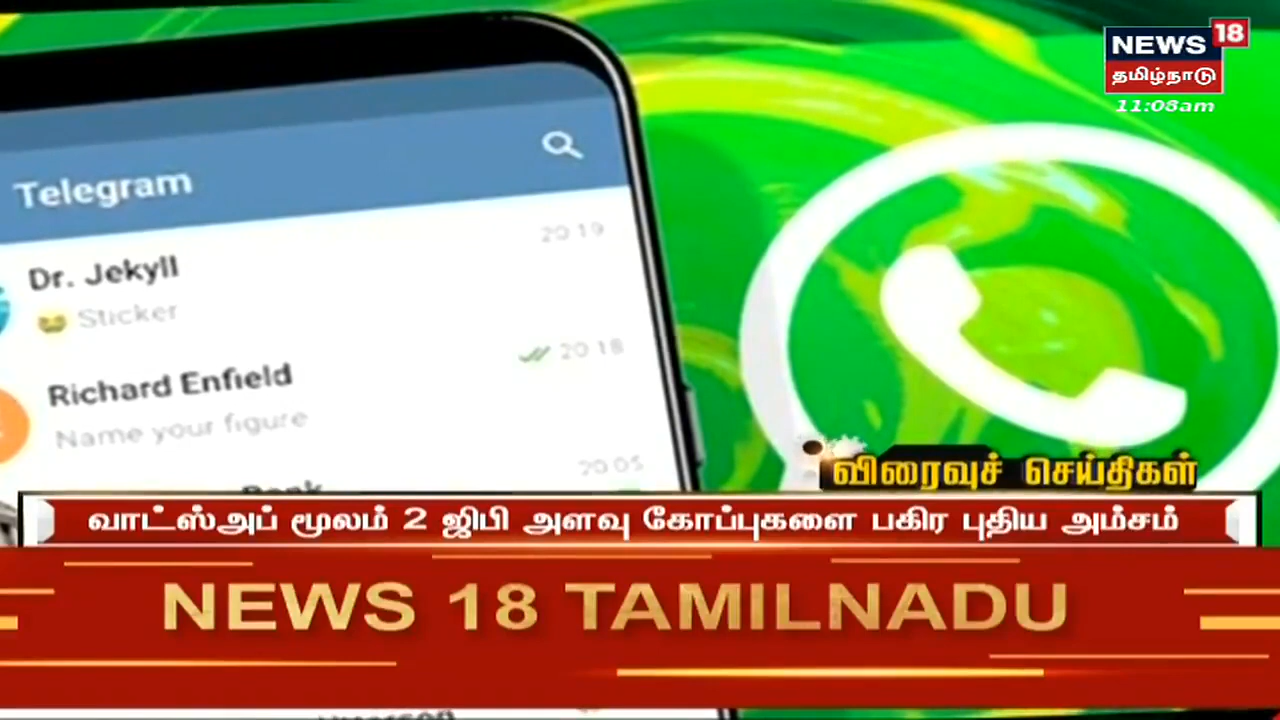 NEWS 18
தமிழ்நாடு
11:08am
Telegram
20:19
Dr. Jekyll
Sticker
20:18
Richard Enfield
Name your figure
20:05
விரைவுச் செய்திகள்
வாட்ஸ்அப் மூலம் 2 ஜிபி அளவு கோப்புகளை பகிர புதிய அம்சம்
NEWS 18 TAMILNADU